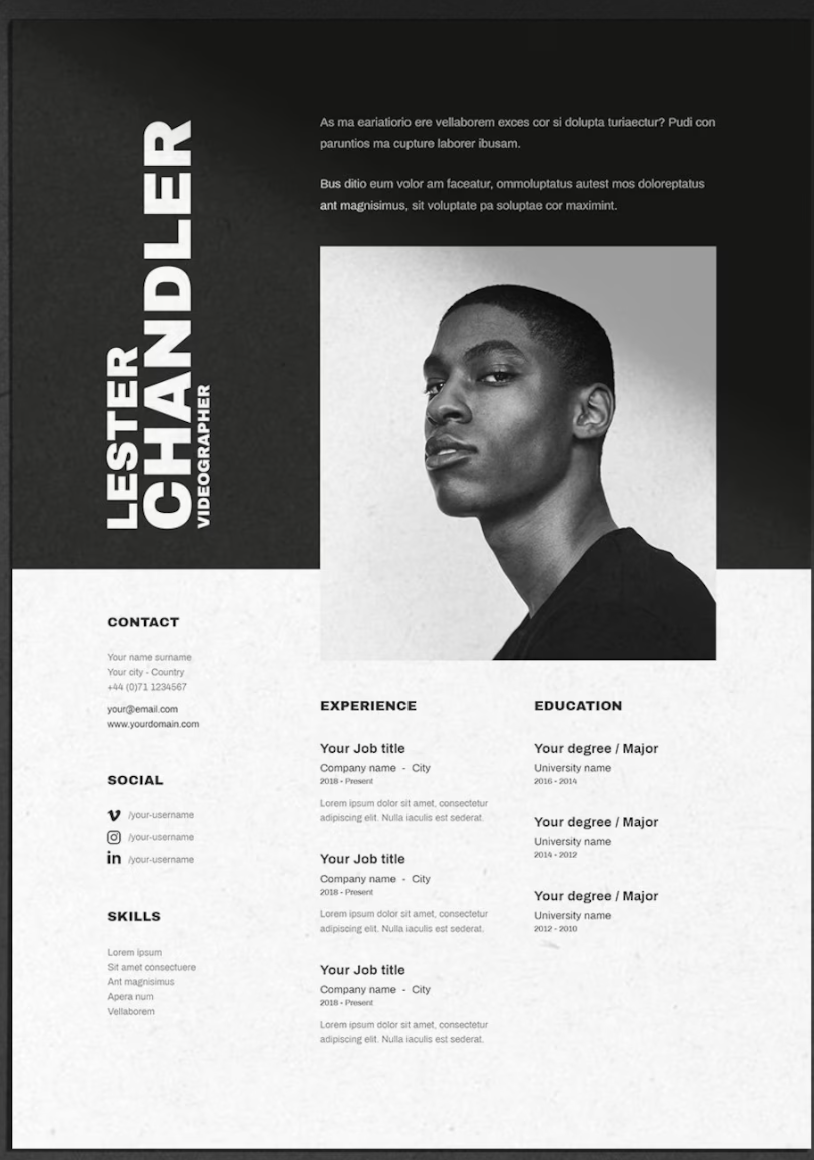 LESTER
CHANDLER
VIDEOGRAPHER
As ma eariatiorio ere vellaborem exces cor si dolupta turiaectur? Pudi con
paruntios ma cupture laborer ibusam.
Bus ditio eum volor am faceatur, ommoluptatus autest mos doloreptatus
ant magnisimus, sit voluptate pa soluptae cor maximint.
CONTACT
Your name surname
Your city - Country
+44 (0)71 1234567
your@email.com
www.yourdomain.com
SOCIAL
/your-username
/your-username
in /your-username
SKILLS
Lorem ipsum
Sit amet consectuere
Ant magnisimus
Apera num
Vellaborem
EXPERIENCE
Your Job title
Company name - City
2018 - Present
Lorem ipsum dolor sit amet, consectetur
adipiscing elit. Nulla iaculis est sederat.
Your Job title
Company name - City
2018 - Present
Lorem ipsum dolor sit amet, consectetur
adipiscing elit. Nulla iaculis est sederat.
Your Job title
Company name - City
2018 - Present
Lorem ipsum dolor sit amet, consectetur
adipiscing elit. Nulla iaculis est sederat.
EDUCATION
Your degree / Major
University name
2016 - 2014
Your degree / Major
University name
2014 - 2012
Your degree / Major
University name
2012 - 2010